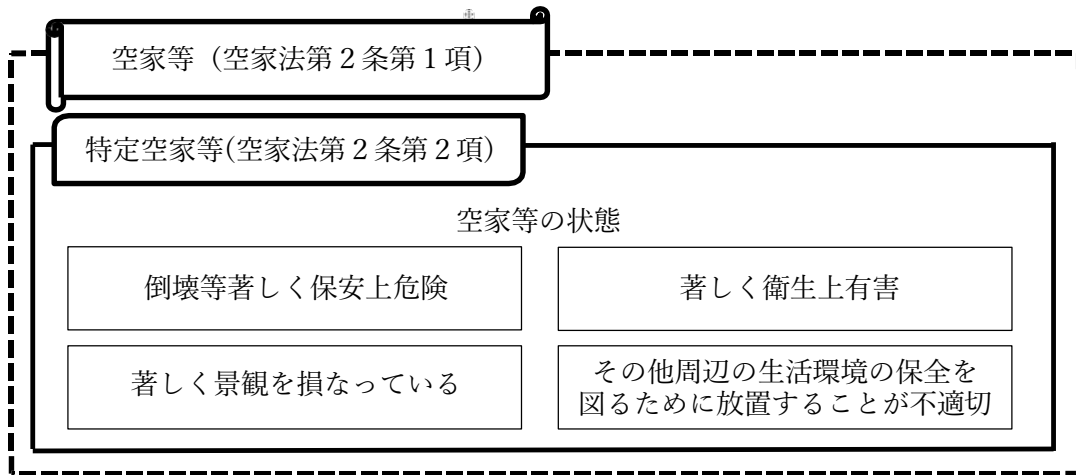 空家等（空家法第２条第１項）
特定空家等(空家法第２条第２項)
空家等の状態
倒壊等著しく保安上危険
著しく衛生上有害
著しく景観を損なっている
その他周辺の生活環境の保全を
図るために放置することが不適切